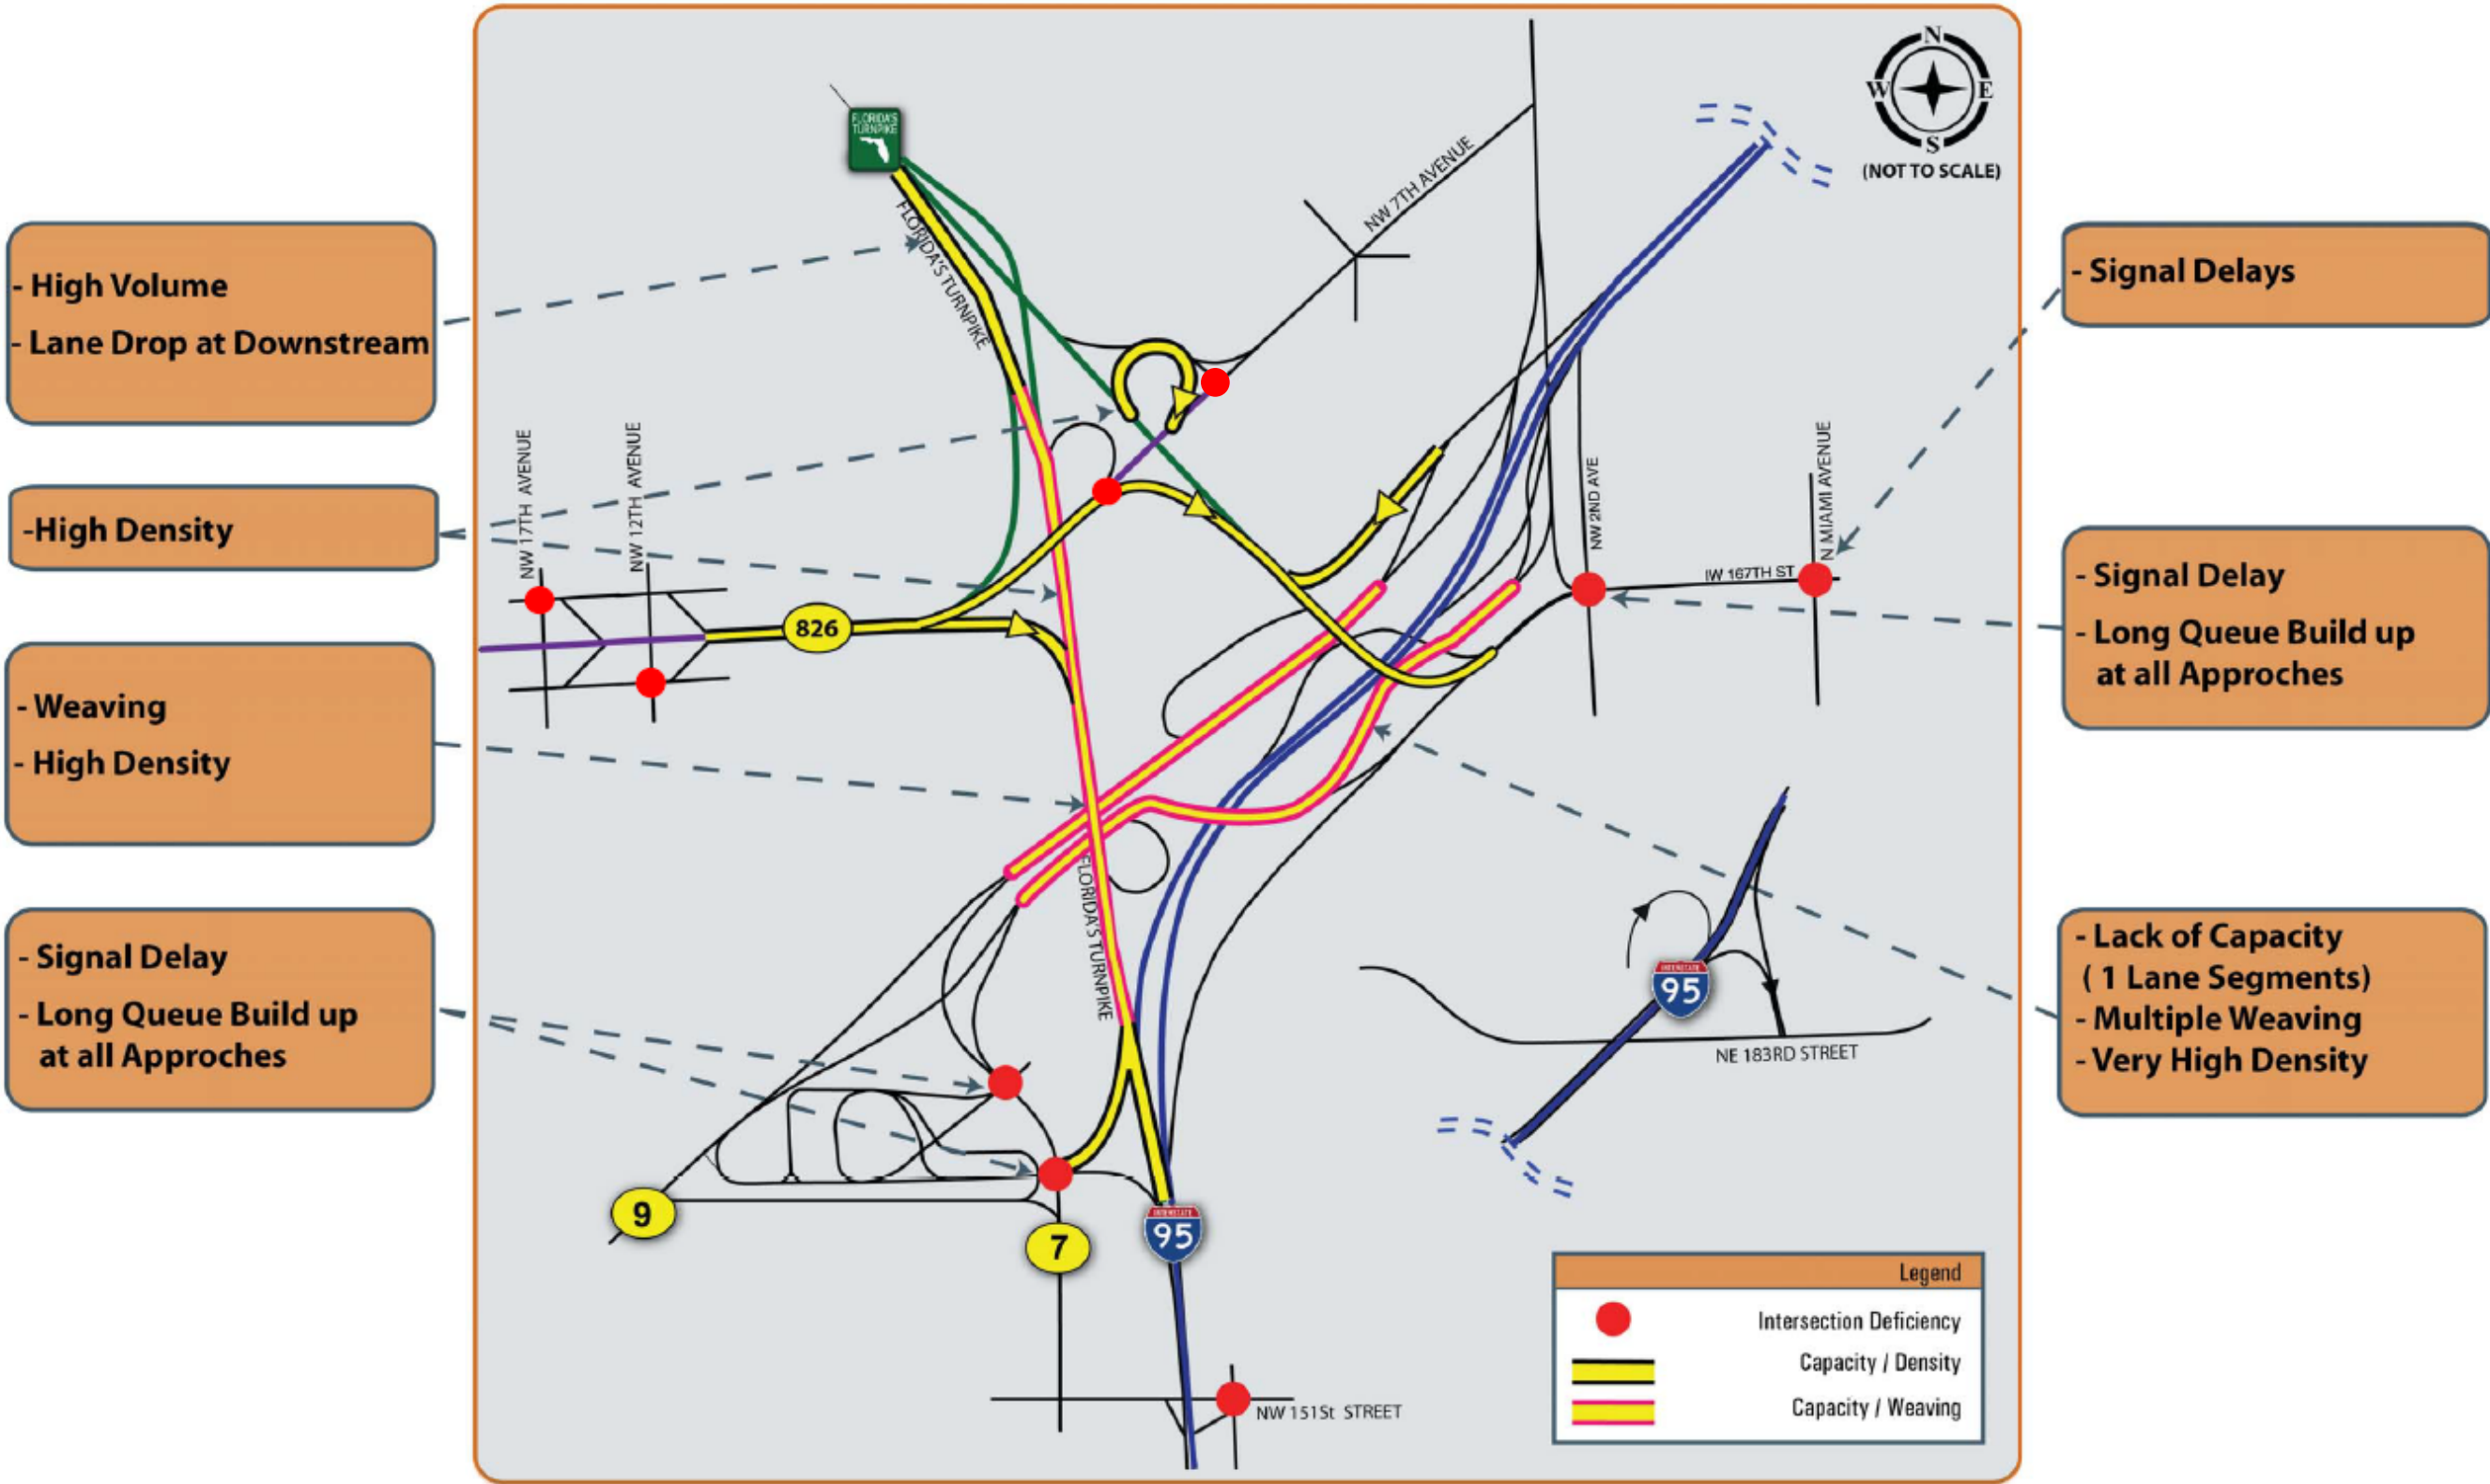 - High Volume
- Lane Drop at Downstream
-High Density
- Weaving
- High Density
- Signal Delay
- Long Queue Build up
at all Approches
FLORIDA'S
TURNPIKE
FLORIDA'S TURNPIKE
NW 7TH AVENUE
N
W
E
S
(NOT TO SCALE)
NW 17TH AVENUE
NW 12TH AVENUE
826
NW 2ND AVE
IW 167TH ST
N MIAMI AVENUE
FLORIDA'S TURNPIKE
INTERSTATE
95
NE 183RD STREET
9
7
INTERSTATE
95
NW 151St STREET
Legend
Intersection Deficiency
Capacity / Density
Capacity / Weaving
- Signal Delays
- Signal Delay
- Long Queue Build up
at all Approches
- Lack of Capacity
( 1 Lane Segments)
- Multiple Weaving
- Very High Density